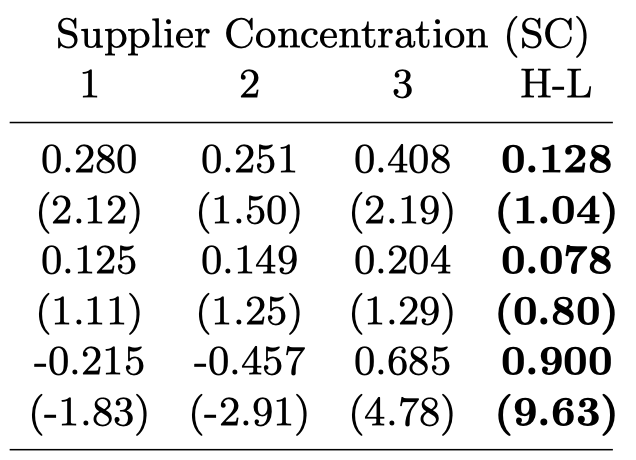 Supplier Concentration (SC)
1 2 3 H-L
0.280 0.251 0.408 0.128
(2.12) (1.50) (2.19) (1.04)
0.125 0.149 0.204 0.078
(1.11) (1.25) (1.29) (0.80)
-0.215 -0.457 0.685 0.900
(-1.83) (-2.91) (4.78) (9.63)